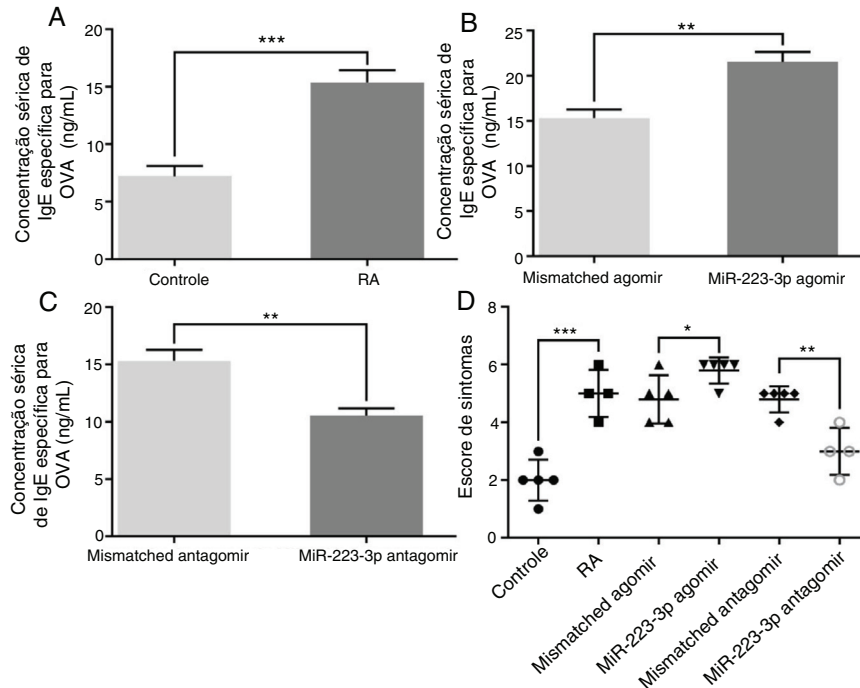 A
Concentração sérica de
IgE específica para
OVA (ng/mL)
20
15
10
5
0
***
Controle
RA
B
Concentração sérica de
IgE específica para
OVA (ng/mL)
25
20
15
10
5
0
**
Mismatched agomir
MiR-223-3p agomir
C
Concentração sérica
de IgE específica para
OVA (ng/mL)
20
15
10
5
0
**
Mismatched antagomir
MiR-223-3p antagomir
D
Escore de sintomas
8
6
4
2
0
***
*
**
Controle
RA
Mismatched agomir
MiR-223-3p agomir
Mismatched antagomir
MiR-223-3p antagomir